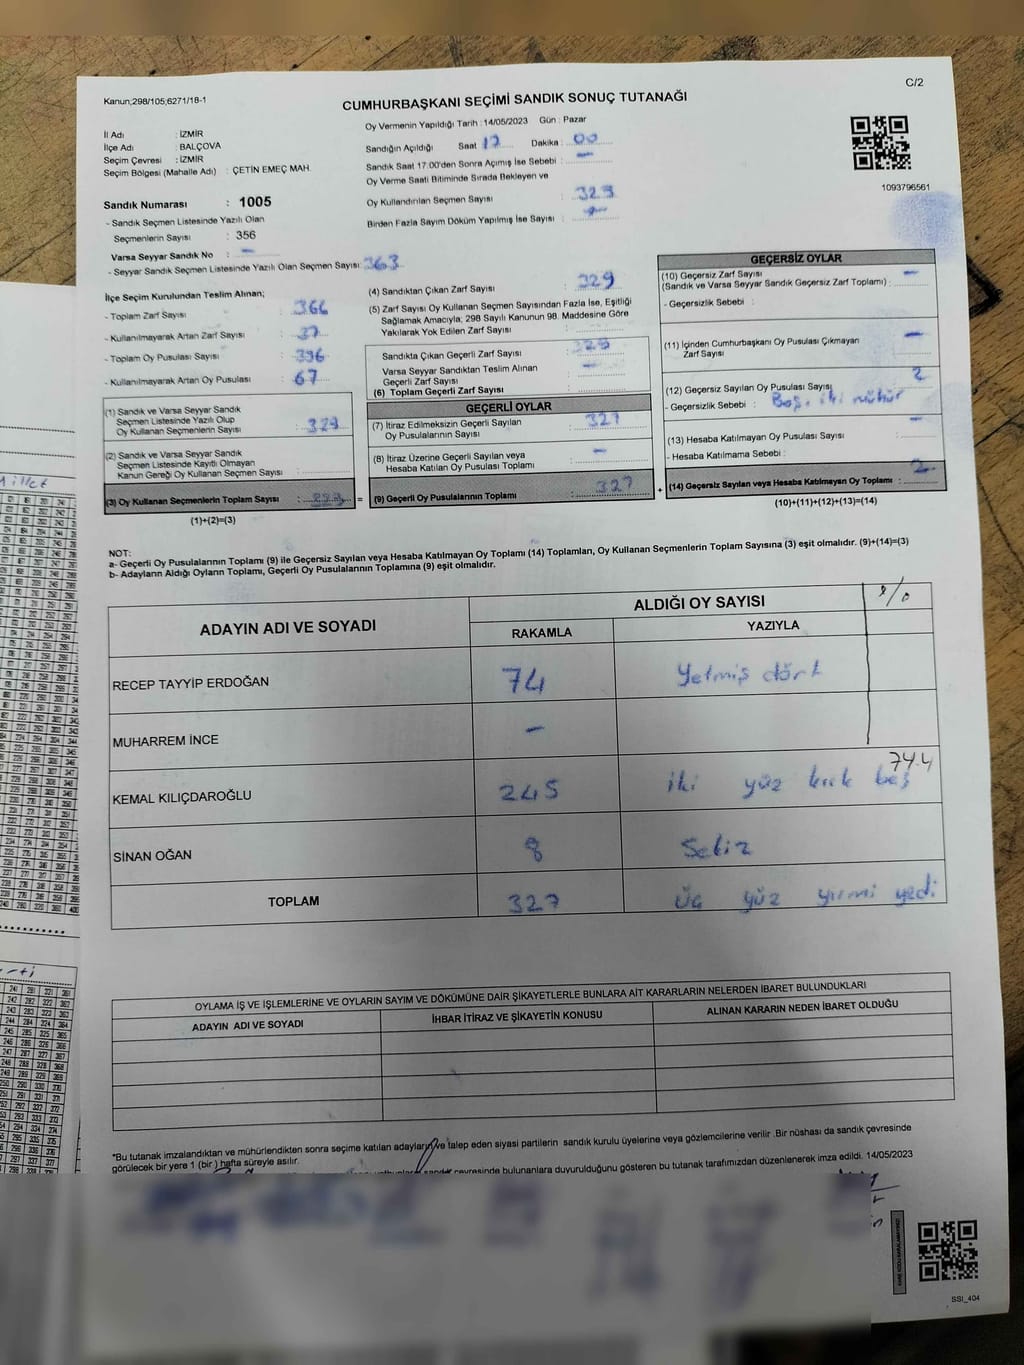 C/2
Kanun;298/105;6271/18-1
CUMHURBAŞKANI SEÇİMİ SANDIK SONUÇ TUTANAĞI
İl Adı : İZMİR
İlçe Adı : BALÇOVA
Seçim Çevresi : İZMİR
Seçim Bölgesi (Mahalle Adı) : ÇETİN EMEÇ MAH.
Sandık Numarası : 1005
- Sandık Seçmen Listesinde Yazılı Olan
Seçmenlerin Sayısı : 356
Varsa Seyyar Sandık No : -
- Seyyar Sandık Seçmen Listesinde Yazılı Olan Seçmen Sayısı: 363
Oy Vermenin Yapıldığı Tarih : 14/05/2023 Gün : Pazar
Sandığın Açıldığı Saat 17 Dakika : 00
Sandık Saat 17:00'den Sonra Açımış İse Sebebi : -
Oy Verme Saati Bitiminde Sırada Bekleyen ve
Oy Kullandırılan Seçmen Sayısı : 329
Birden Fazla Sayım Döküm Yapılmış İse Sayısı : -
1093796561
İlçe Seçim Kurulundan Teslim Alınan;
- Toplam Zarf Sayısı : 366
- Kullanılmayarak Artan Zarf Sayısı : 37
- Toplam Oy Pusulası Sayısı : 396
- Kullanılmayarak Artan Oy Pusulası : 67
(1) Sandık ve Varsa Seyyar Sandık
Seçmen Listesinde Yazılı Olup
Oy Kullanan Seçmenlerin Sayısı : 329
(2) Sandık ve Varsa Seyyar Sandık
Seçmen Listesinde Kayıtlı Olmayan
Kanun Gereği Oy Kullanan Seçmen Sayısı :
(3) Oy Kullanan Seçmenlerin Toplam Sayısı : 329
(1)+(2)=(3)
(4) Sandıktan Çıkan Zarf Sayısı : 329
(5) Zarf Sayısı Oy Kullanan Seçmen Sayısından Fazla İse, Eşitliği
Sağlamak Amacıyla; 298 Sayılı Kanunun 98. Maddesine Göre
Yakılarak Yok Edilen Zarf Sayısı :
Sandıkta Çıkan Geçerli Zarf Sayısı : 329
Varsa Seyyar Sandıktan Teslim Alınan
Geçerli Zarf Sayısı : -
(6) Toplam Geçerli Zarf Sayısı :
GEÇERLİ OYLAR
(7) İtiraz Edilmeksizin Geçerli Sayılan
Oy Pusulalarının Sayısı : 327
(8) İtiraz Üzerine Geçerli Sayılan veya
Hesaba Katılan Oy Pusulası Toplamı : -
= (9) Geçerli Oy Pusulalarının Toplamı : 327 +
GEÇERSİZ OYLAR
(10) Geçersiz Zarf Sayısı
(Sandık ve Varsa Seyyar Sandık Geçersiz Zarf Toplamı) : -
- Geçersizlik Sebebi :
(11) İçinden Cumhurbaşkanı Oy Pusulası Çıkmayan
Zarf Sayısı : -
(12) Geçersiz Sayılan Oy Pusulası Sayısı : 2
- Geçersizlik Sebebi : Boş, iki mühür
(13) Hesaba Katılmayan Oy Pusulası Sayısı : -
- Hesaba Katılmama Sebebi :
(14) Geçersiz Sayılan veya Hesaba Katılmayan Oy Toplamı : 2
(10)+(11)+(12)+(13)=(14)
NOT:
a- Geçerli Oy Pusulalarının Toplamı (9) ile Geçersiz Sayılan veya Hesaba Katılmayan Oy Toplamı (14) Toplamları, Oy Kullanan Seçmenlerin Toplam Sayısına (3) eşit olmalıdır. (9)+(14)=(3)
b- Adayların Aldığı Oyların Toplamı, Geçerli Oy Pusulalarının Toplamına (9) eşit olmalıdır.
ADAYIN ADI VE SOYADI ALDIĞI OY SAYISI %
RAKAMLA YAZIYLA
RECEP TAYYİP ERDOĞAN 74 Yetmiş dört
MUHARREM İNCE -
KEMAL KILIÇDAROĞLU 245 iki yüz kırk beş 74.4
SİNAN OĞAN 8 Sekiz
TOPLAM 327 üç yüz yirmi yedi
OYLAMA İŞ VE İŞLEMLERİNE VE OYLARIN SAYIM VE DÖKÜMÜNE DAİR ŞİKAYETLERLE BUNLARA AİT KARARLARIN NELERDEN İBARET BULUNDUKLARI
ADAYIN ADI VE SOYADI İHBAR İTİRAZ VE ŞİKAYETİN KONUSU ALINAN KARARIN NEDEN İBARET OLDUĞU
*Bu tutanak imzalandıktan ve mühürlendikten sonra seçime katılan adayların ve talep eden siyasi partilerin sandık kurulu üyelerine veya gözlemcilerine verilir .Bir nüshası da sandık çevresinde
görülecek bir yere 1 (bir ) hafta süreyle asılır.
sandık çevresinde bulunanlara duyurulduğunu gösteren bu tutanak tarafımızdan düzenlenerek imza edildi. 14/05/2023
SSI_404